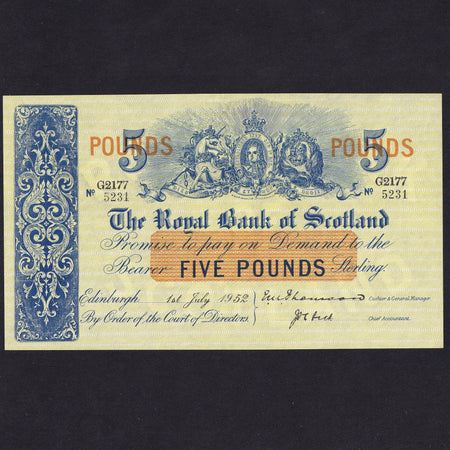 5 POUNDS 5 POUNDS
G2177 G2177
No 5231 No 5231
The Royal Bank of Scotland
Promise to pay on Demand to the
Bearer FIVE POUNDS Sterling.
Edinburgh. 1st July 1952 Cashier & General Manager
By Order of the Court of Directors. Chief Accountant.